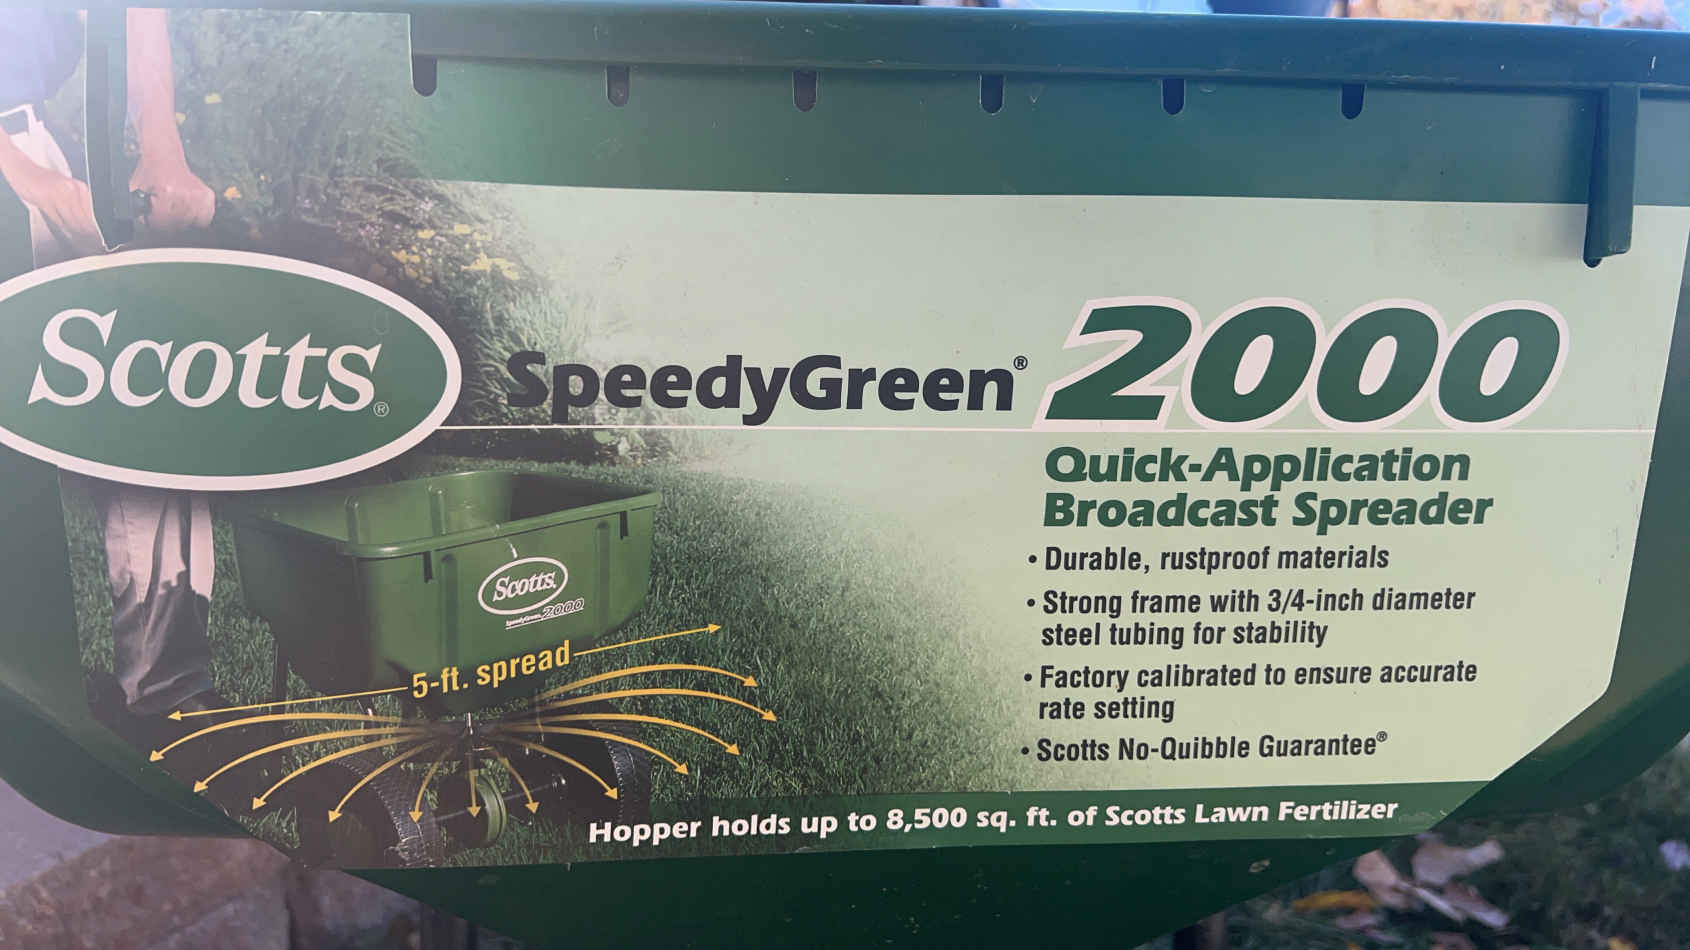 Scotts®
SpeedyGreen® 2000
Quick-Application
Broadcast Spreader
• Durable, rustproof materials
• Strong frame with 3/4-inch diameter
steel tubing for stability
• Factory calibrated to ensure accurate
rate setting
• Scotts No-Quibble Guarantee®
Scotts
SpeedyGreen 2000
5-ft. spread
Hopper holds up to 8,500 sq. ft. of Scotts Lawn Fertilizer